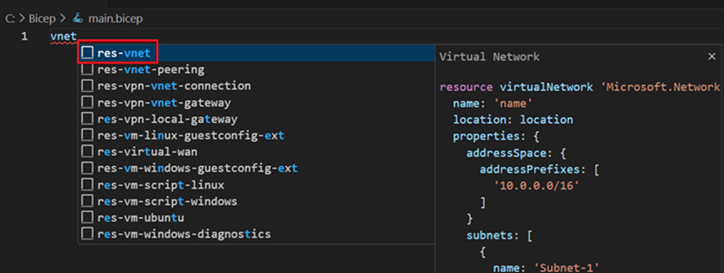 C: > Bicep > main.bicep
1 vnet
res-vnet
res-vnet-peering
res-vpn-vnet-connection
res-vpn-vnet-gateway
res-vpn-local-gateway
res-vm-linux-guestconfig-ext
res-virtual-wan
res-vm-windows-guestconfig-ext
res-vm-script-linux
res-vm-script-windows
res-vm-ubuntu
res-vm-windows-diagnostics
Virtual Network
resource virtualNetwork 'Microsoft.Network
name: 'name'
location: location
properties: {
addressSpace: {
addressPrefixes: [
'10.0.0.0/16'
]
}
subnets: [
{
name: 'Subnet-1'